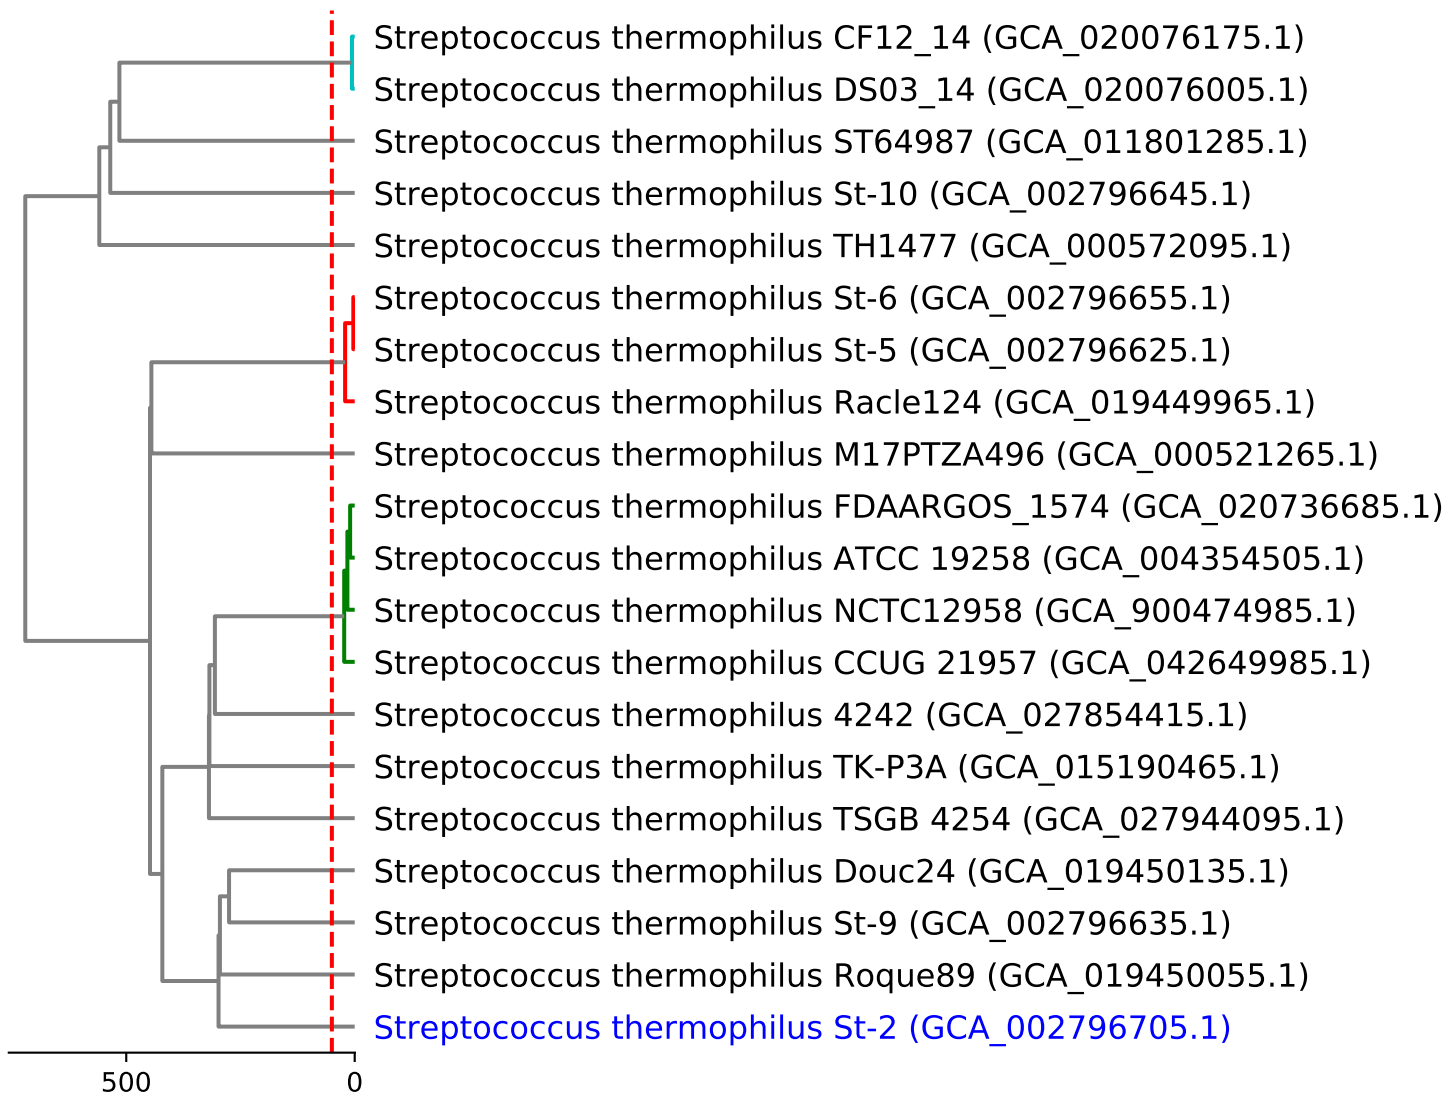 Streptococcus thermophilus CF12_14 (GCA_020076175.1)
Streptococcus thermophilus DS03_14 (GCA_020076005.1)
Streptococcus thermophilus ST64987 (GCA_011801285.1)
Streptococcus thermophilus St-10 (GCA_002796645.1)
Streptococcus thermophilus TH1477 (GCA_000572095.1)
Streptococcus thermophilus St-6 (GCA_002796655.1)
Streptococcus thermophilus St-5 (GCA_002796625.1)
Streptococcus thermophilus Racle124 (GCA_019449965.1)
Streptococcus thermophilus M17PTZA496 (GCA_000521265.1)
Streptococcus thermophilus FDAARGOS_1574 (GCA_020736685.1)
Streptococcus thermophilus ATCC 19258 (GCA_004354505.1)
Streptococcus thermophilus NCTC12958 (GCA_900474985.1)
Streptococcus thermophilus CCUG 21957 (GCA_042649985.1)
Streptococcus thermophilus 4242 (GCA_027854415.1)
Streptococcus thermophilus TK-P3A (GCA_015190465.1)
Streptococcus thermophilus TSGB 4254 (GCA_027944095.1)
Streptococcus thermophilus Douc24 (GCA_019450135.1)
Streptococcus thermophilus St-9 (GCA_002796635.1)
Streptococcus thermophilus Roque89 (GCA_019450055.1)
Streptococcus thermophilus St-2 (GCA_002796705.1)
500 0